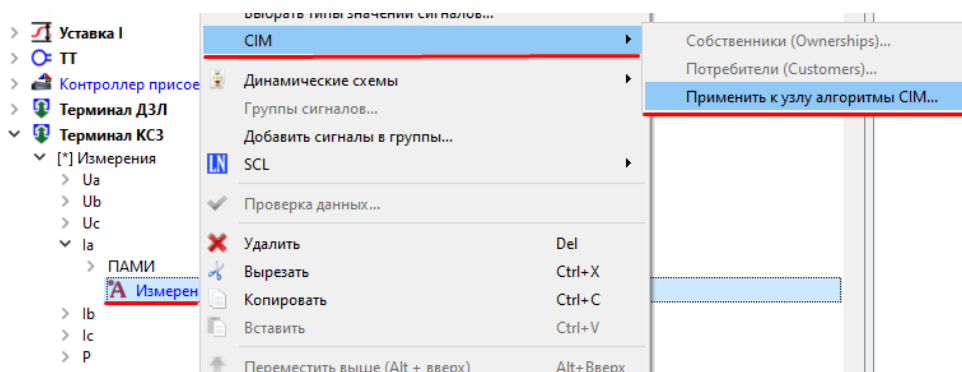 Выбрать типы значений сигналов...
Уставка I
CIM
Собственники (Ownerships)...
ТТ
Потребители (Customers)...
Контроллер присое
Динамические схемы
Применить к узлу алгоритмы CIM...
Терминал ДЗЛ
Группы сигналов...
Терминал КСЗ
Добавить сигналы в группы...
[*] Измерения
LN SCL
Ua
Ub
Проверка данных...
Uc
Ia
Удалить Del
ПАМИ
Вырезать Ctrl+X
A Измерен
Копировать Ctrl+C
Ib
Вставить Ctrl+V
Ic
P
Переместить выше (Alt + вверх) Alt+Вверх